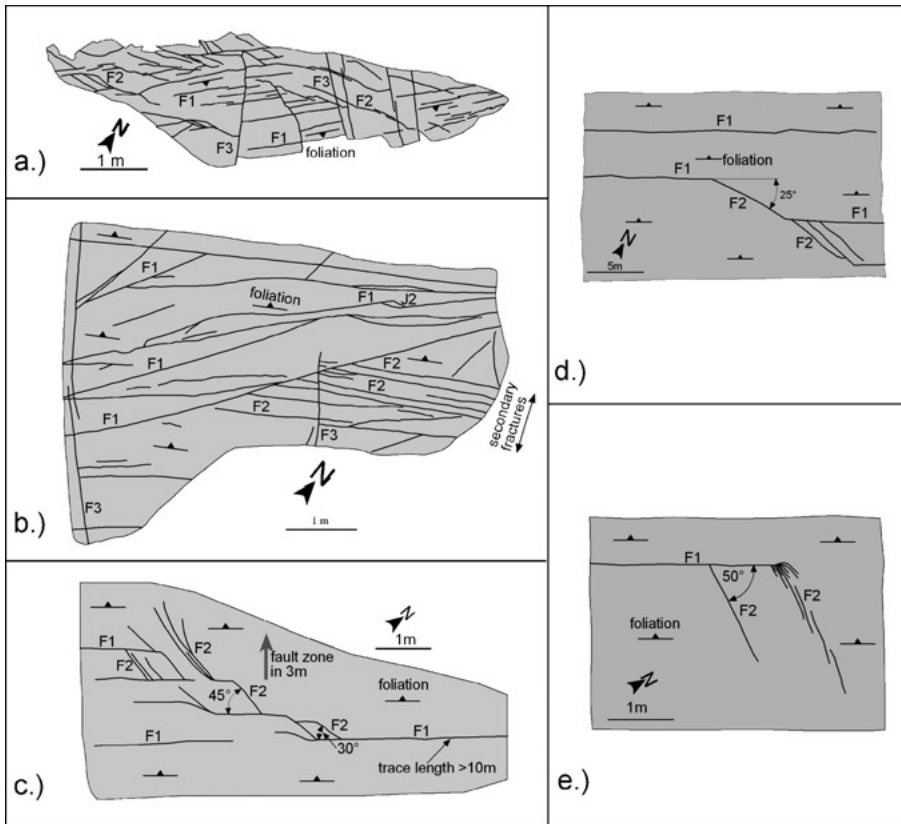 a.)
F2
F1
F3
F3
F2
F1
foliation
N
1 m
b.)
F1
foliation
F1
J2
F1
F2
F2
F1
F2
F3
F3
secondary
fractures
N
1 m
c.)
F1
F2
F2
45°
F2
fault zone
in 3m
N
1m
foliation
F2
30°
F1
F1
trace length >10m
d.)
F1
foliation
F1
F2
25°
F1
F2
N
5m
e.)
F1
50°
F2
F2
foliation
N
1m